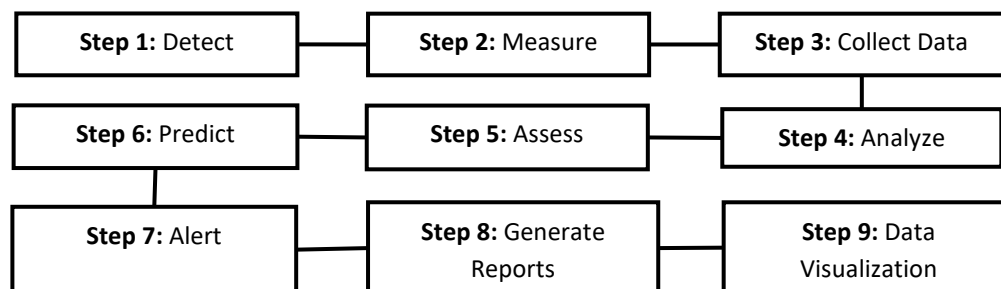 Step 1: Detect
Step 2: Measure
Step 3: Collect Data
Step 6: Predict
Step 5: Assess
Step 4: Analyze
Step 7: Alert
Step 8: Generate
Reports
Step 9: Data
Visualization